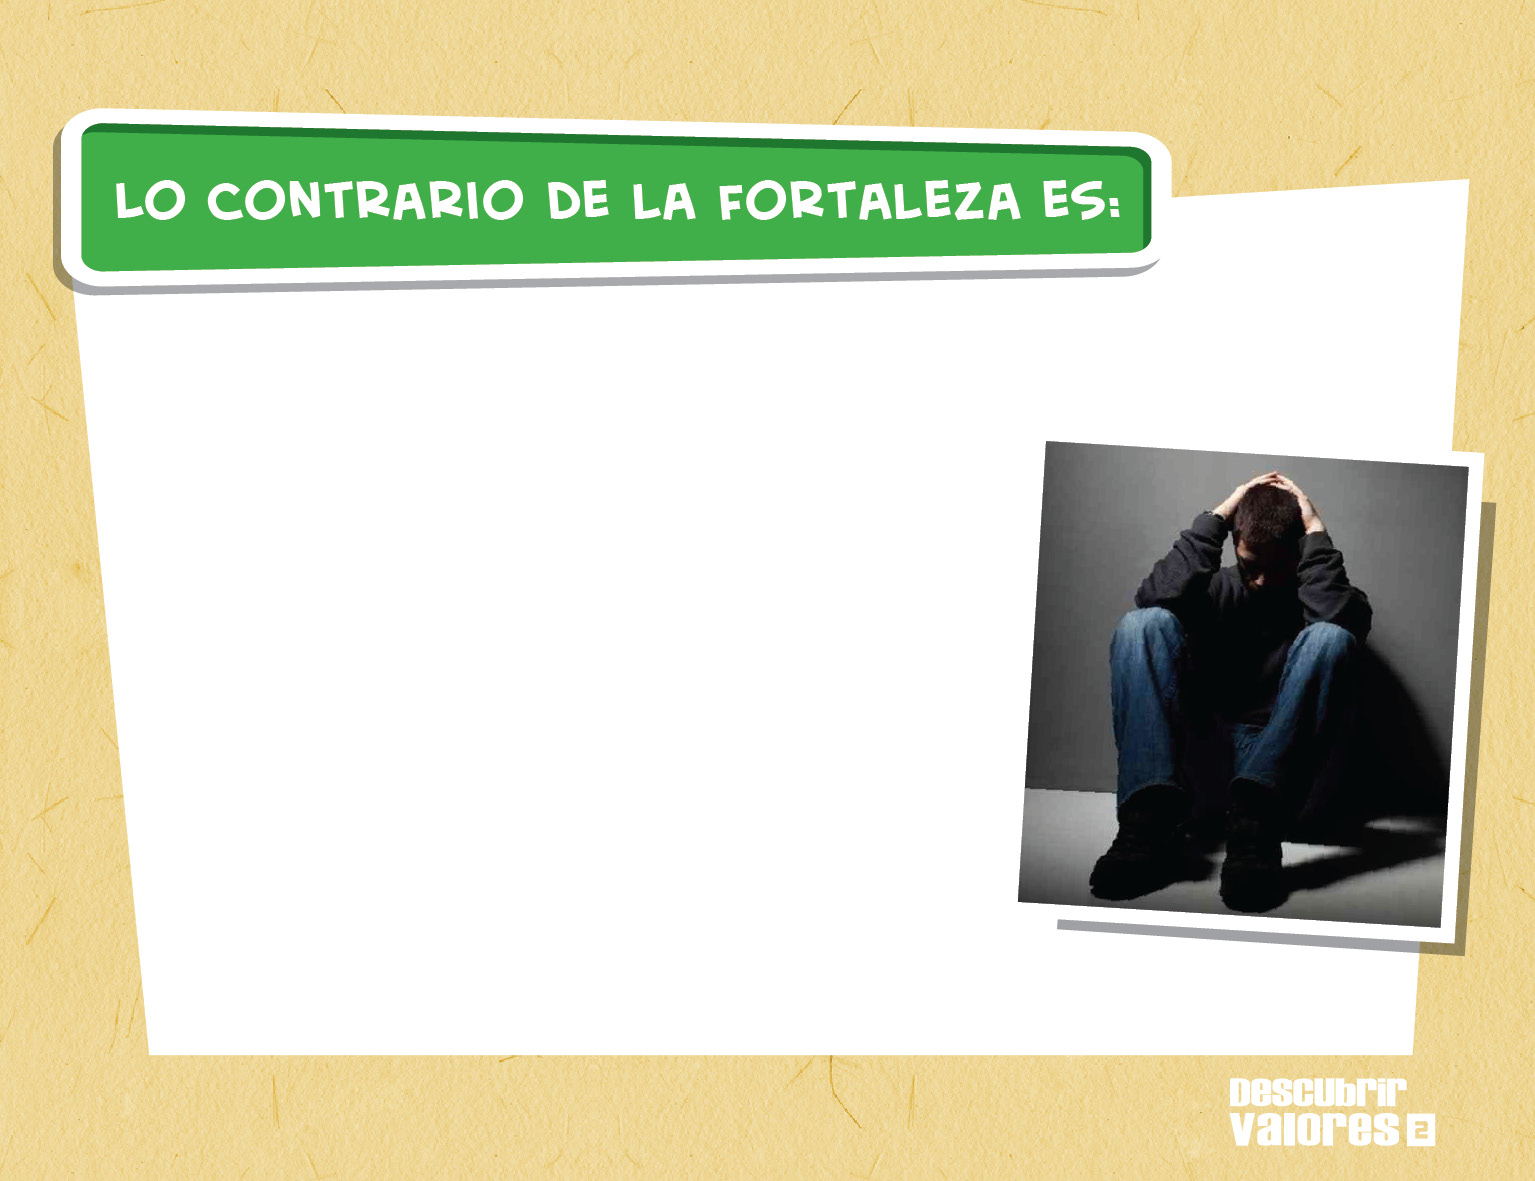 LO CONTRARIO DE LA FORTALEZA ES:
Descubrir
valores 2